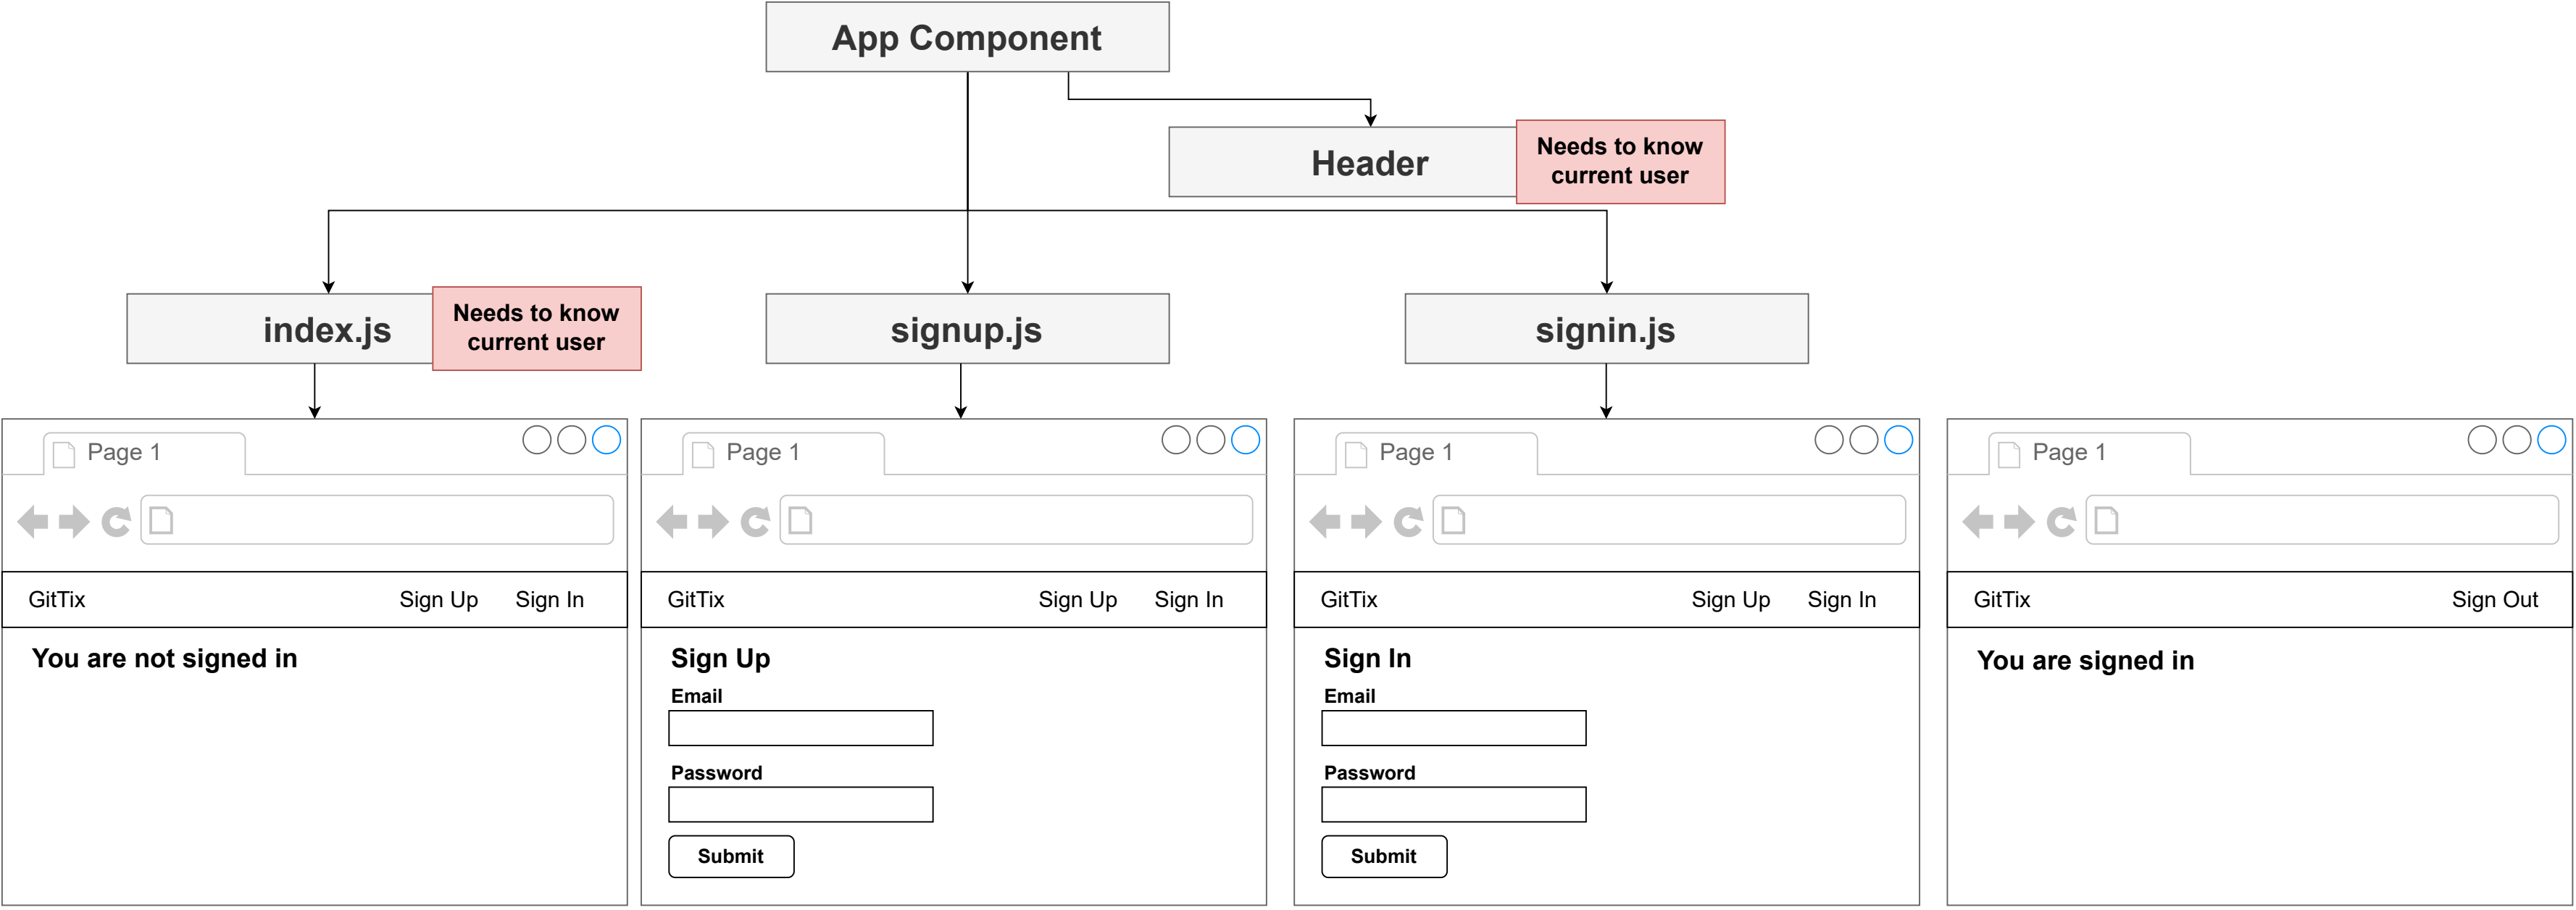 App Component
Header
Needs to know
current user
index.js
Needs to know
current user
signup.js
signin.js
Page 1
GitTix
Sign Up
Sign In
You are not signed in
Page 1
GitTix
Sign Up
Sign In
Sign Up
Email
Password
Submit
Page 1
GitTix
Sign Up
Sign In
Sign In
Email
Password
Submit
Page 1
GitTix
Sign Out
You are signed in